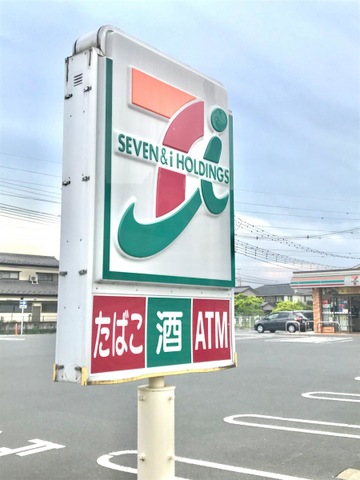 SEVEN & i HOLDINGS
たばこ 酒 ATM